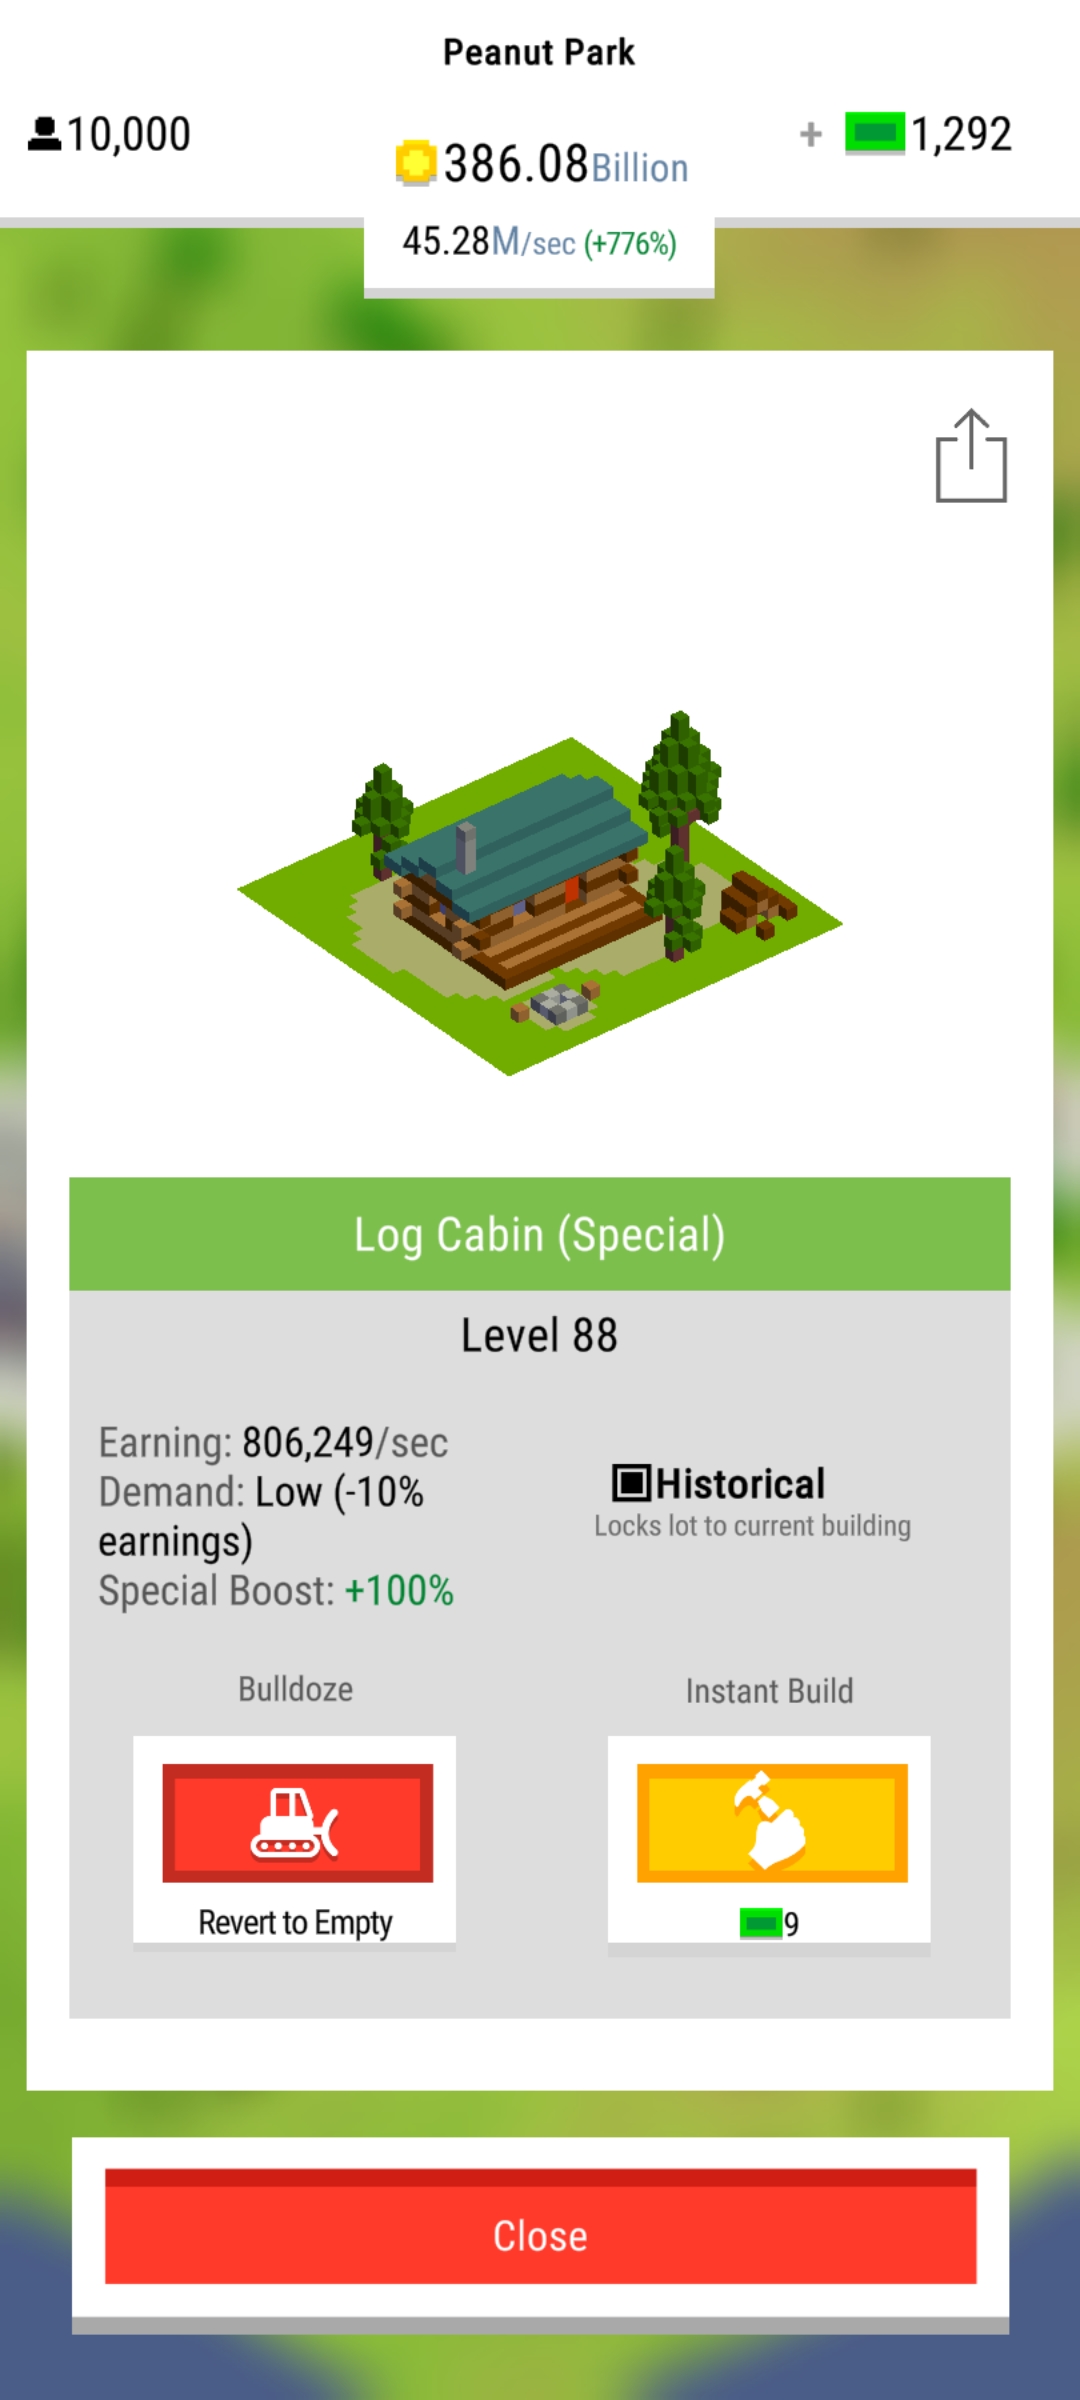 Peanut Park
10,000
386.08Billion
+ 1,292
45.28M/sec (+776%)
Log Cabin (Special)
Level 88
Earning: 806,249/sec
Demand: Low (-10%
earnings)
Special Boost: +100%
Historical
Locks lot to current building
Bulldoze
Instant Build
Revert to Empty
9
Close